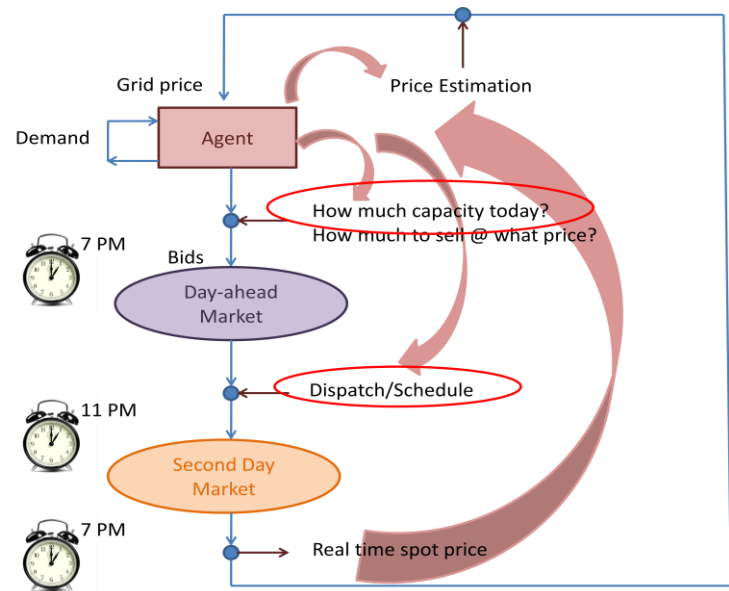 Grid price
Price Estimation
Demand
Agent
How much capacity today?
How much to sell @ what price?
7 PM
Bids
Day-ahead
Market
Dispatch/Schedule
11 PM
Second Day
Market
7 PM
Real time spot price